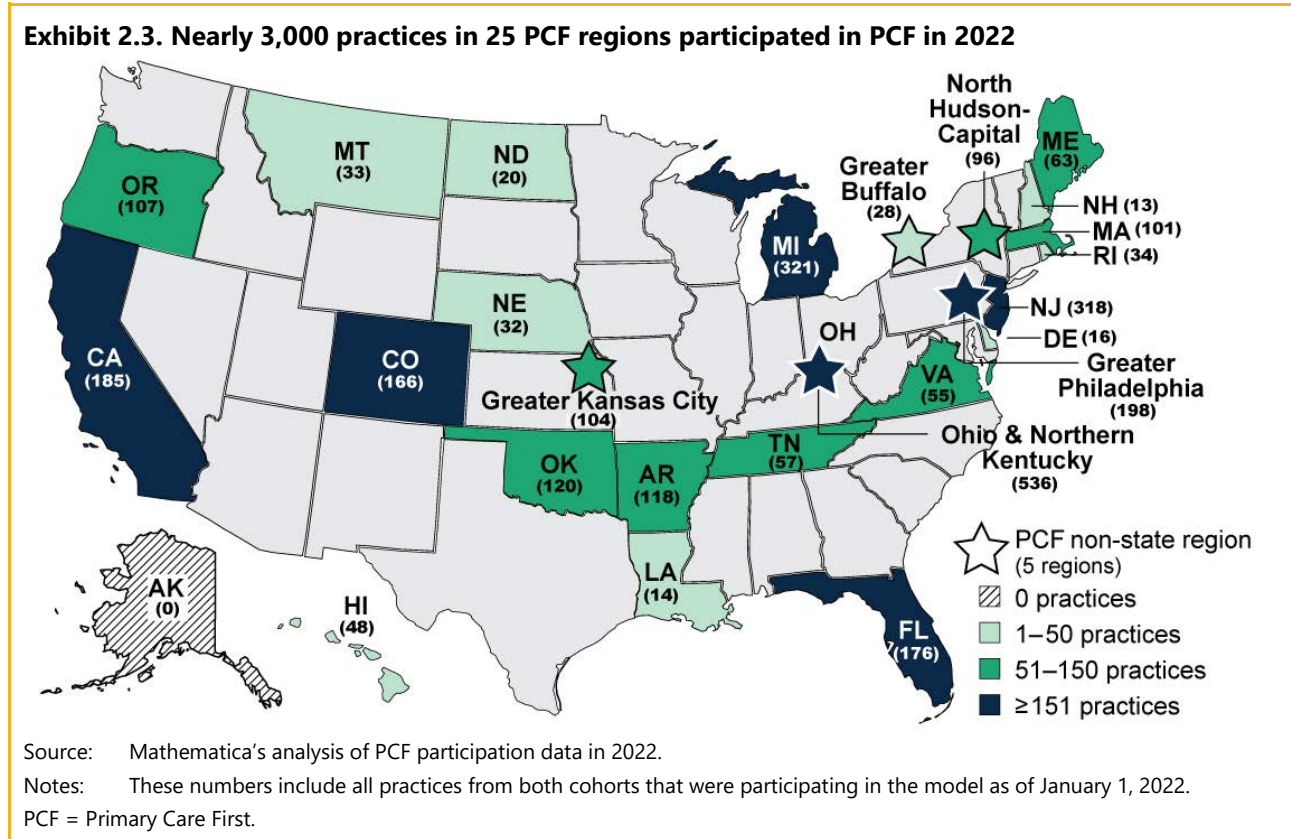 Exhibit 2.3. Nearly 3,000 practices in 25 PCF regions participated in PCF in 2022
North
Hudson-
Capital
(96)
ME
(63)
MT
(33)
ND
(20)
Greater
Buffalo
(28)
OR
(107)
NH (13)
MA (101)
RI (34)
MI
(321)
NE
(32)
NJ (318)
OH
DE (16)
CA
(185)
CO
(166)
Greater
Philadelphia
(198)
VA
(55)
Greater Kansas City
(104)
Ohio & Northern
Kentucky
(536)
TN
(57)
OK
(120)
AR
(118)
PCF non-state region
(5 regions)
0 practices
1–50 practices
51–150 practices
≥151 practices
LA
(14)
AK
(0)
HI
(48)
FL
(176)
Source: Mathematica's analysis of PCF participation data in 2022.
Notes: These numbers include all practices from both cohorts that were participating in the model as of January 1, 2022.
PCF = Primary Care First.